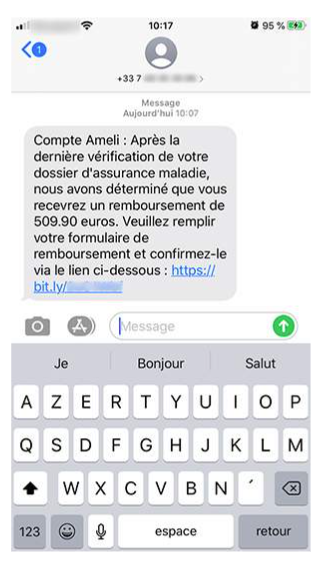 10:17
95 %
1
+33 7
Message
Aujourd'hui 10:07
Compte Ameli : Après la
dernière vérification de votre
dossier d'assurance maladie,
nous avons déterminé que vous
recevrez un remboursement de
509.90 euros. Veuillez remplir
votre formulaire de
remboursement et confirmez-le
via le lien ci-dessous : https://
bit.ly/
Message
Je Bonjour Salut
A Z E R T Y U I O P
Q S D F G H J K L M
W X C V B N ´
123 espace retour